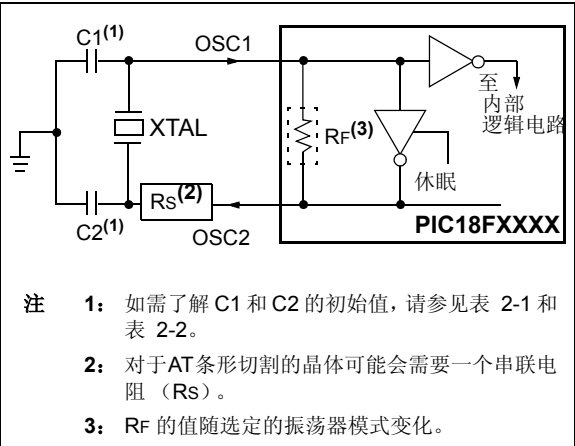 C1(1)
OSC1
至
内部
逻辑电路
XTAL
RF(3)
休眠
RS(2)
C2(1)
OSC2
PIC18FXXXX
注 1： 如需了解 C1 和 C2 的初始值，请参见表 2-1 和
表 2-2。
2： 对于AT条形切割的晶体可能会需要一个串联电
阻 （RS）。
3： RF 的值随选定的振荡器模式变化。